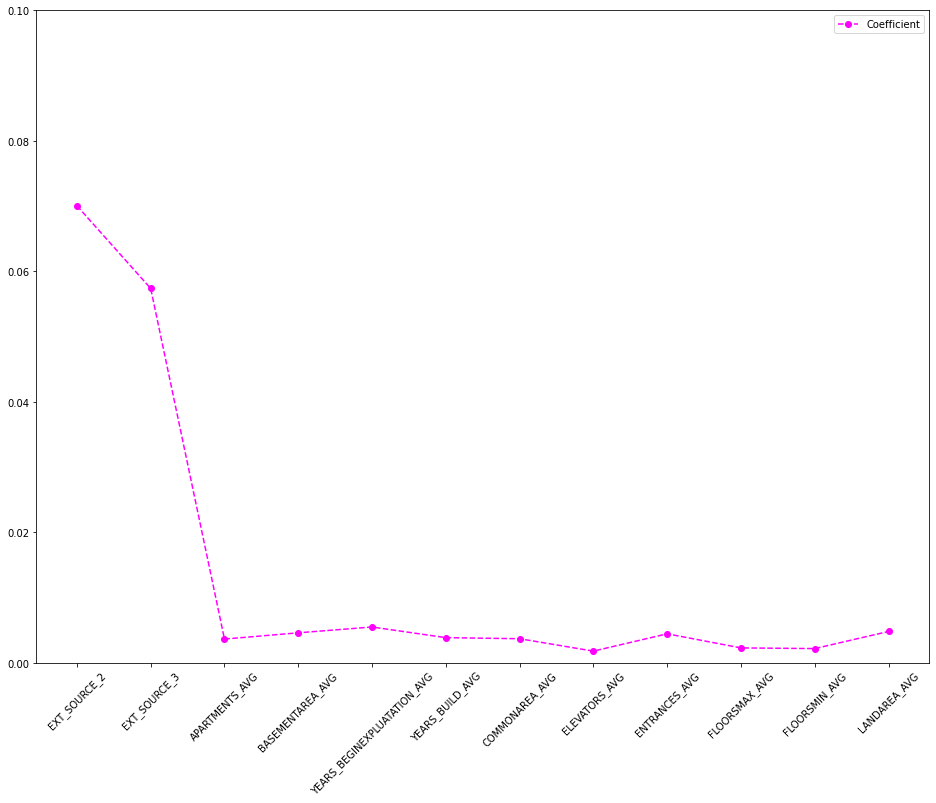 0.10
Coefficient
0.08
0.06
0.04
0.02
0.00
EXT_SOURCE_2
EXT_SOURCE_3
APARTMENTS_AVG
BASEMENTAREA_AVG
YEARS_BEGINEXPLUATATION_AVG
YEARS_BUILD_AVG
COMMONAREA_AVG
ELEVATORS_AVG
ENTRANCES_AVG
FLOORSMAX_AVG
FLOORSMIN_AVG
LANDAREA_AVG